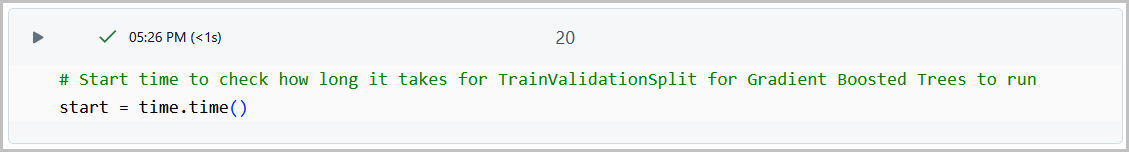 05:26 PM (<1s)
20
# Start time to check how long it takes for TrainValidationSplit for Gradient Boosted Trees to run
start = time.time()